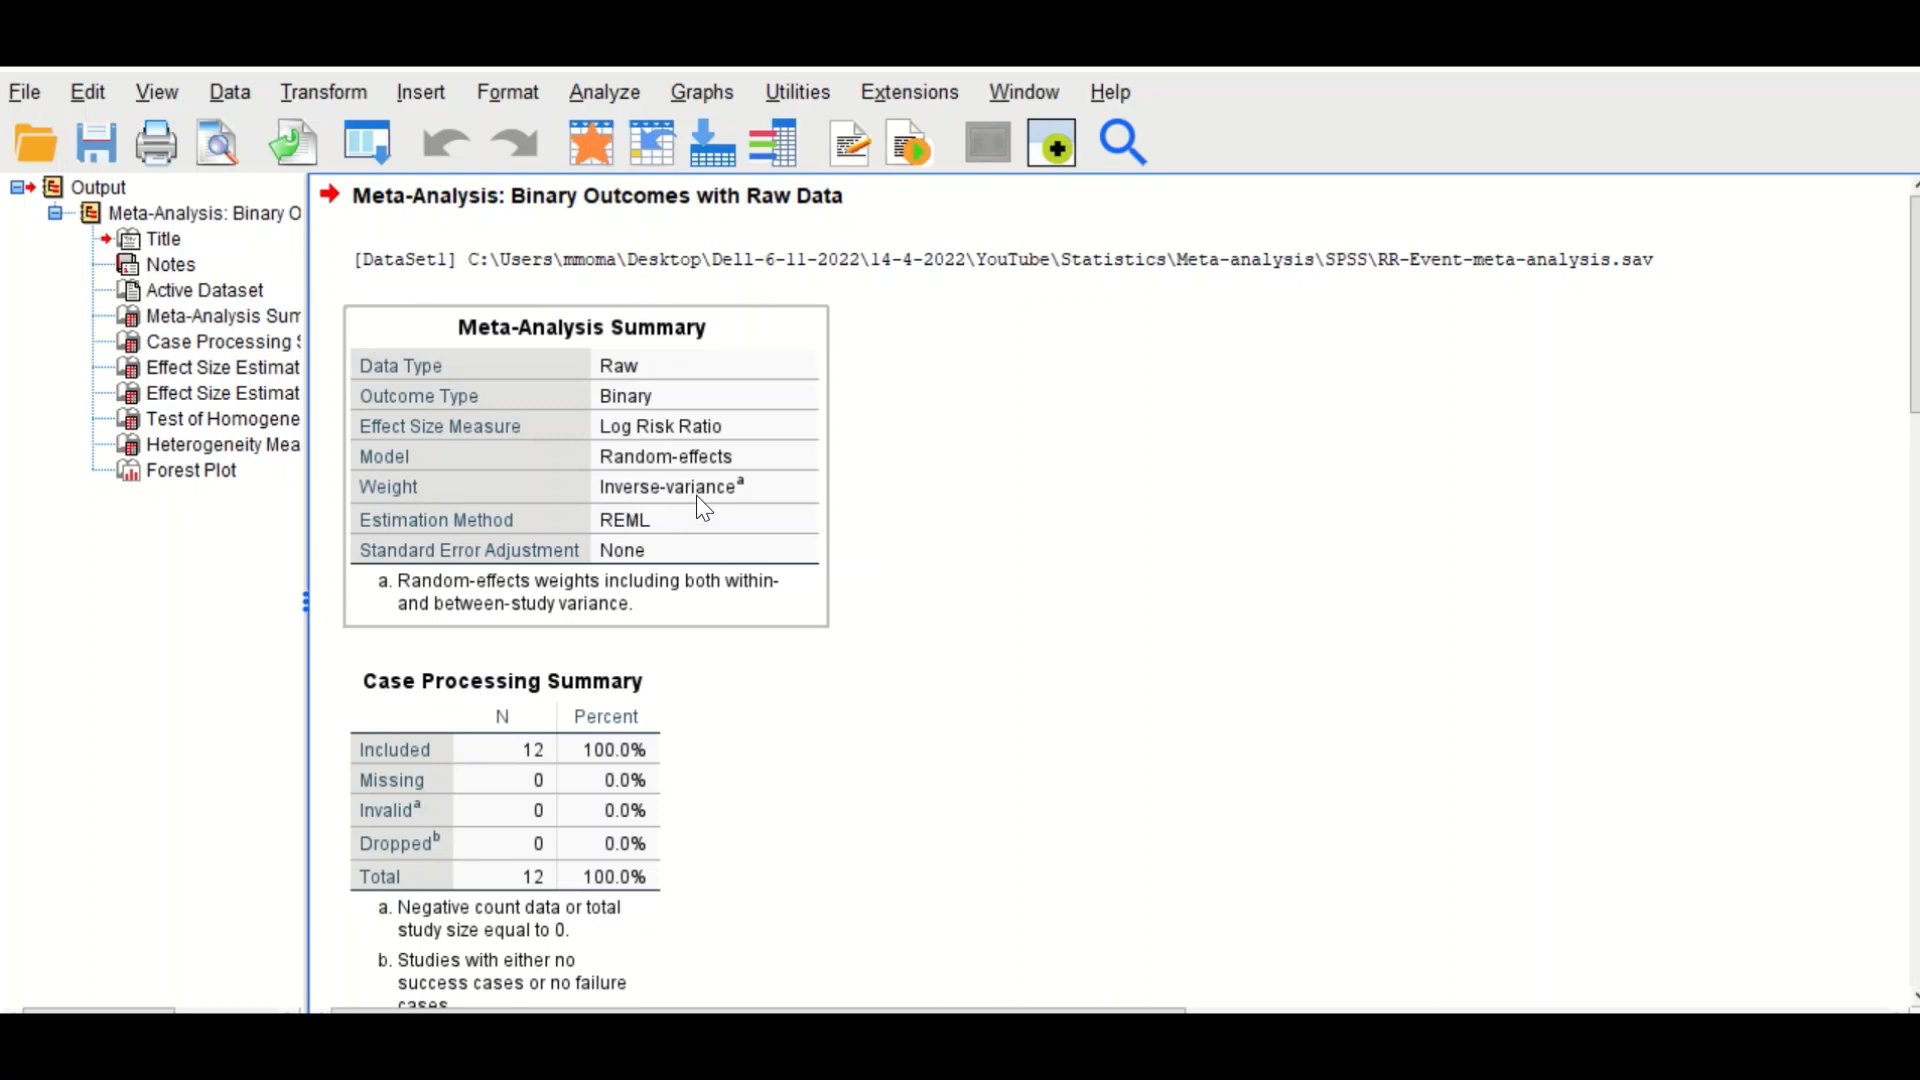 File Edit View Data Transform Insert Format Analyze Graphs Utilities Extensions Window Help
Output
Meta-Analysis: Binary O
Title
Notes
Active Dataset
Meta-Analysis Sum
Case Processing S
Effect Size Estimat
Effect Size Estimat
Test of Homogene
Heterogeneity Mea
Forest Plot
Meta-Analysis: Binary Outcomes with Raw Data
[DataSet1] C:\Users\mmoma\Desktop\Dell-6-11-2022\14-4-2022\YouTube\Statistics\Meta-analysis\SPSS\RR-Event-meta-analysis.sav
Meta-Analysis Summary
Data Type Raw
Outcome Type Binary
Effect Size Measure Log Risk Ratio
Model Random-effects
Weight Inverse-variance a
Estimation Method REML
Standard Error Adjustment None
a. Random-effects weights including both within-
and between-study variance.
Case Processing Summary
N Percent
Included 12 100.0%
Missing 0 0.0%
Invalid a 0 0.0%
Dropped b 0 0.0%
Total 12 100.0%
a. Negative count data or total
study size equal to 0.
b. Studies with either no
success cases or no failure
cases